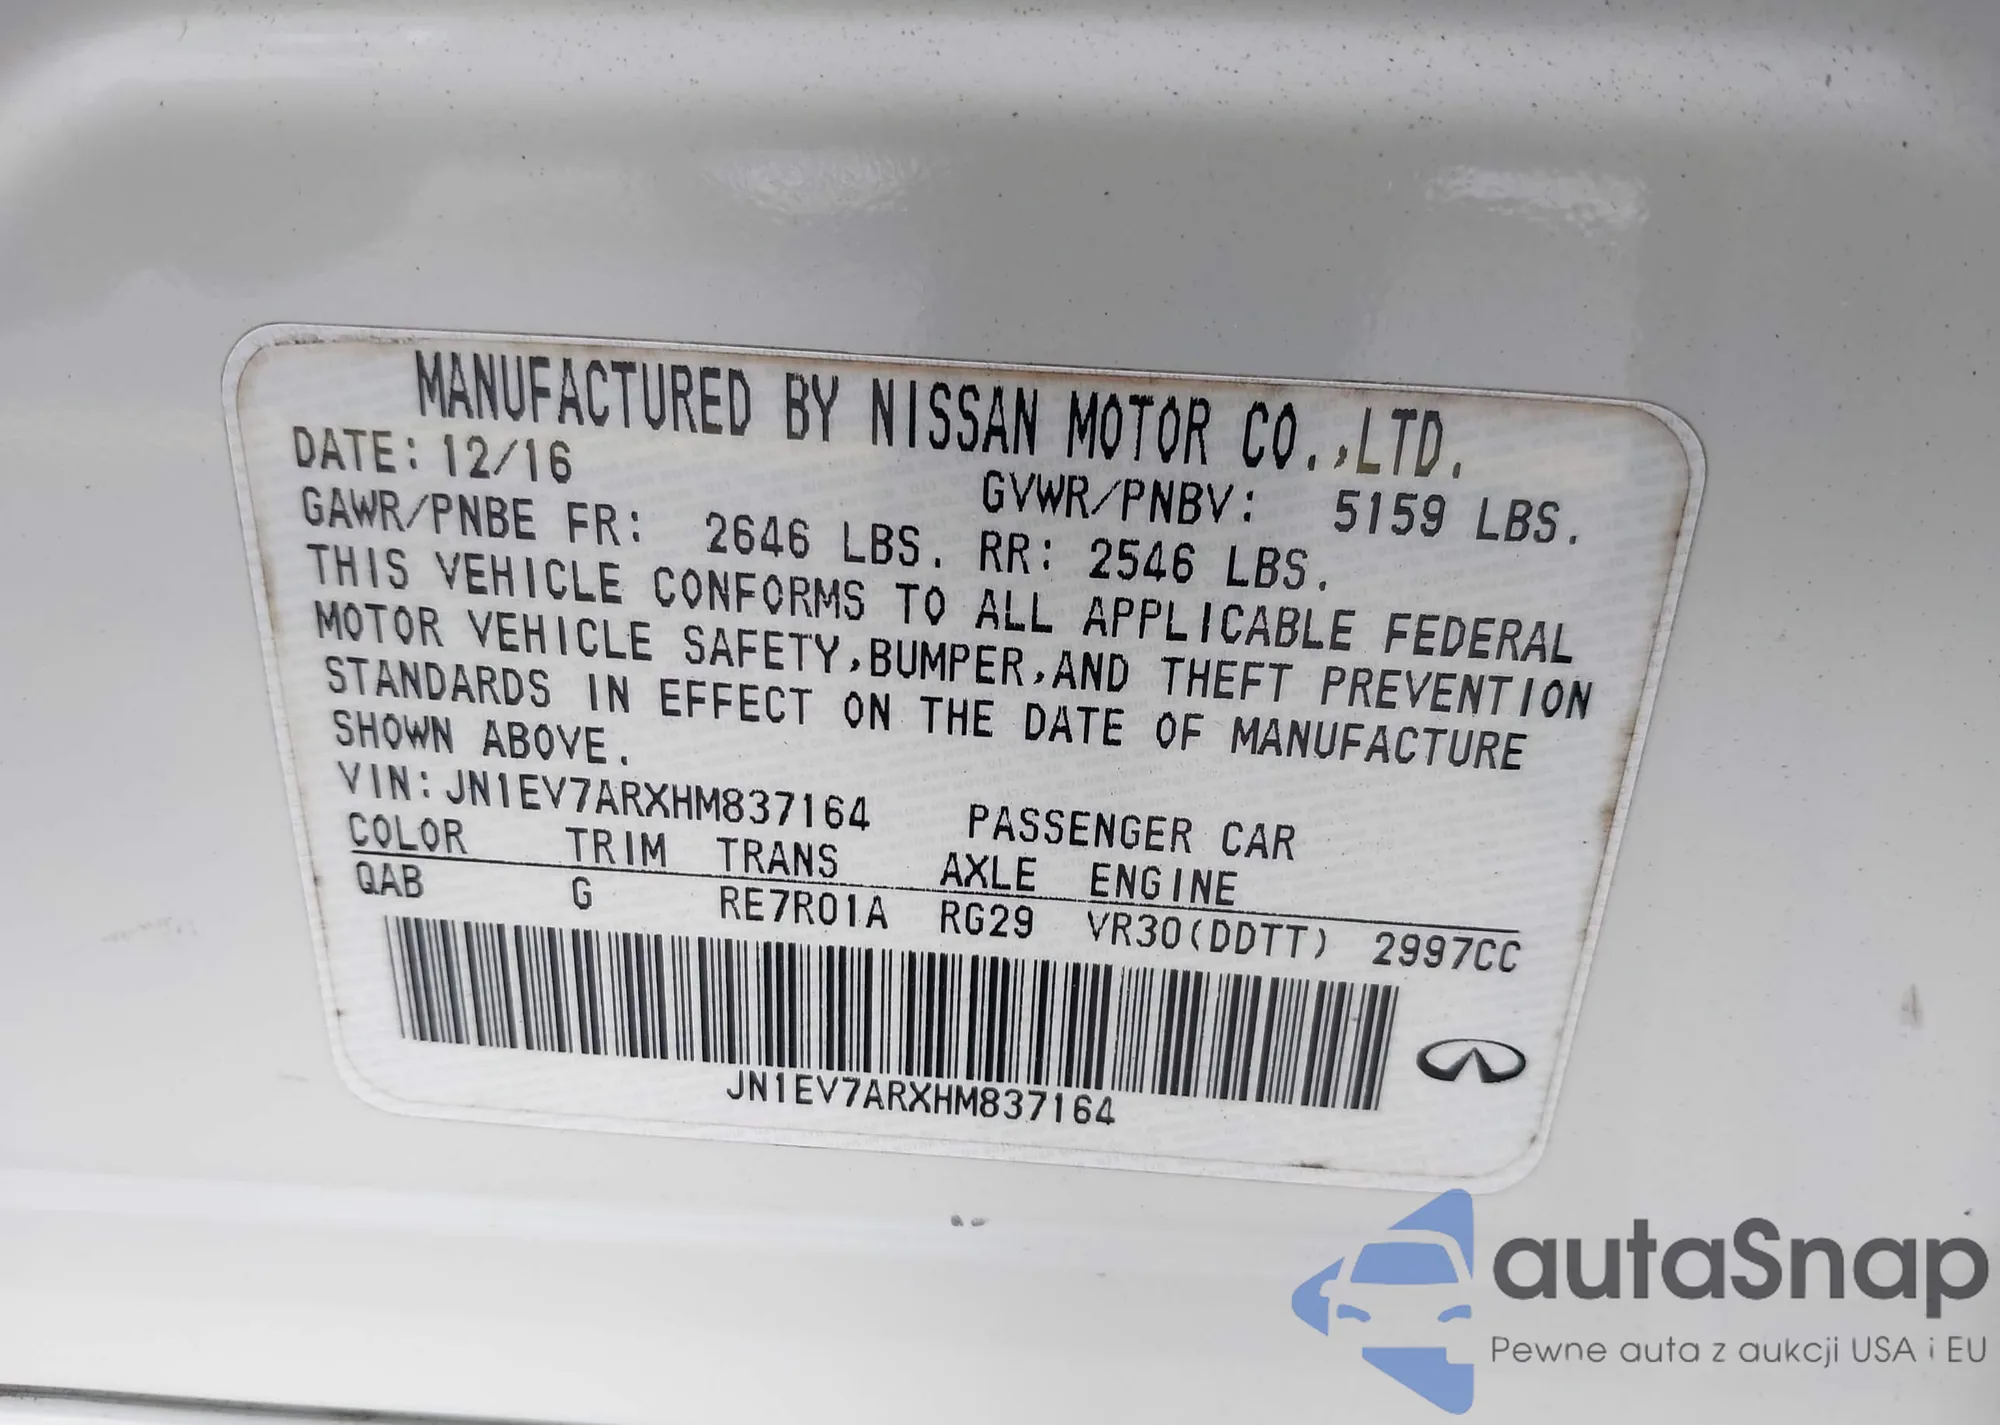 MANUFACTURED BY NISSAN MOTOR CO.,LTD.
DATE: 12/16
GVWR/PNBV: 5159 LBS.
GAWR/PNBE FR: 2646 LBS. RR: 2546 LBS.
THIS VEHICLE CONFORMS TO ALL APPLICABLE FEDERAL
MOTOR VEHICLE SAFETY,BUMPER,AND THEFT PREVENTION
STANDARDS IN EFFECT ON THE DATE OF MANUFACTURE
SHOWN ABOVE.
VIN:JN1EV7ARXHM837164 PASSENGER CAR
COLOR TRIM TRANS AXLE ENGINE
QAB G RE7R01A RG29 VR30(DDTT) 2997CC
JN1EV7ARXHM837164
autaSnap
Pewne auta z aukcji USA i EU